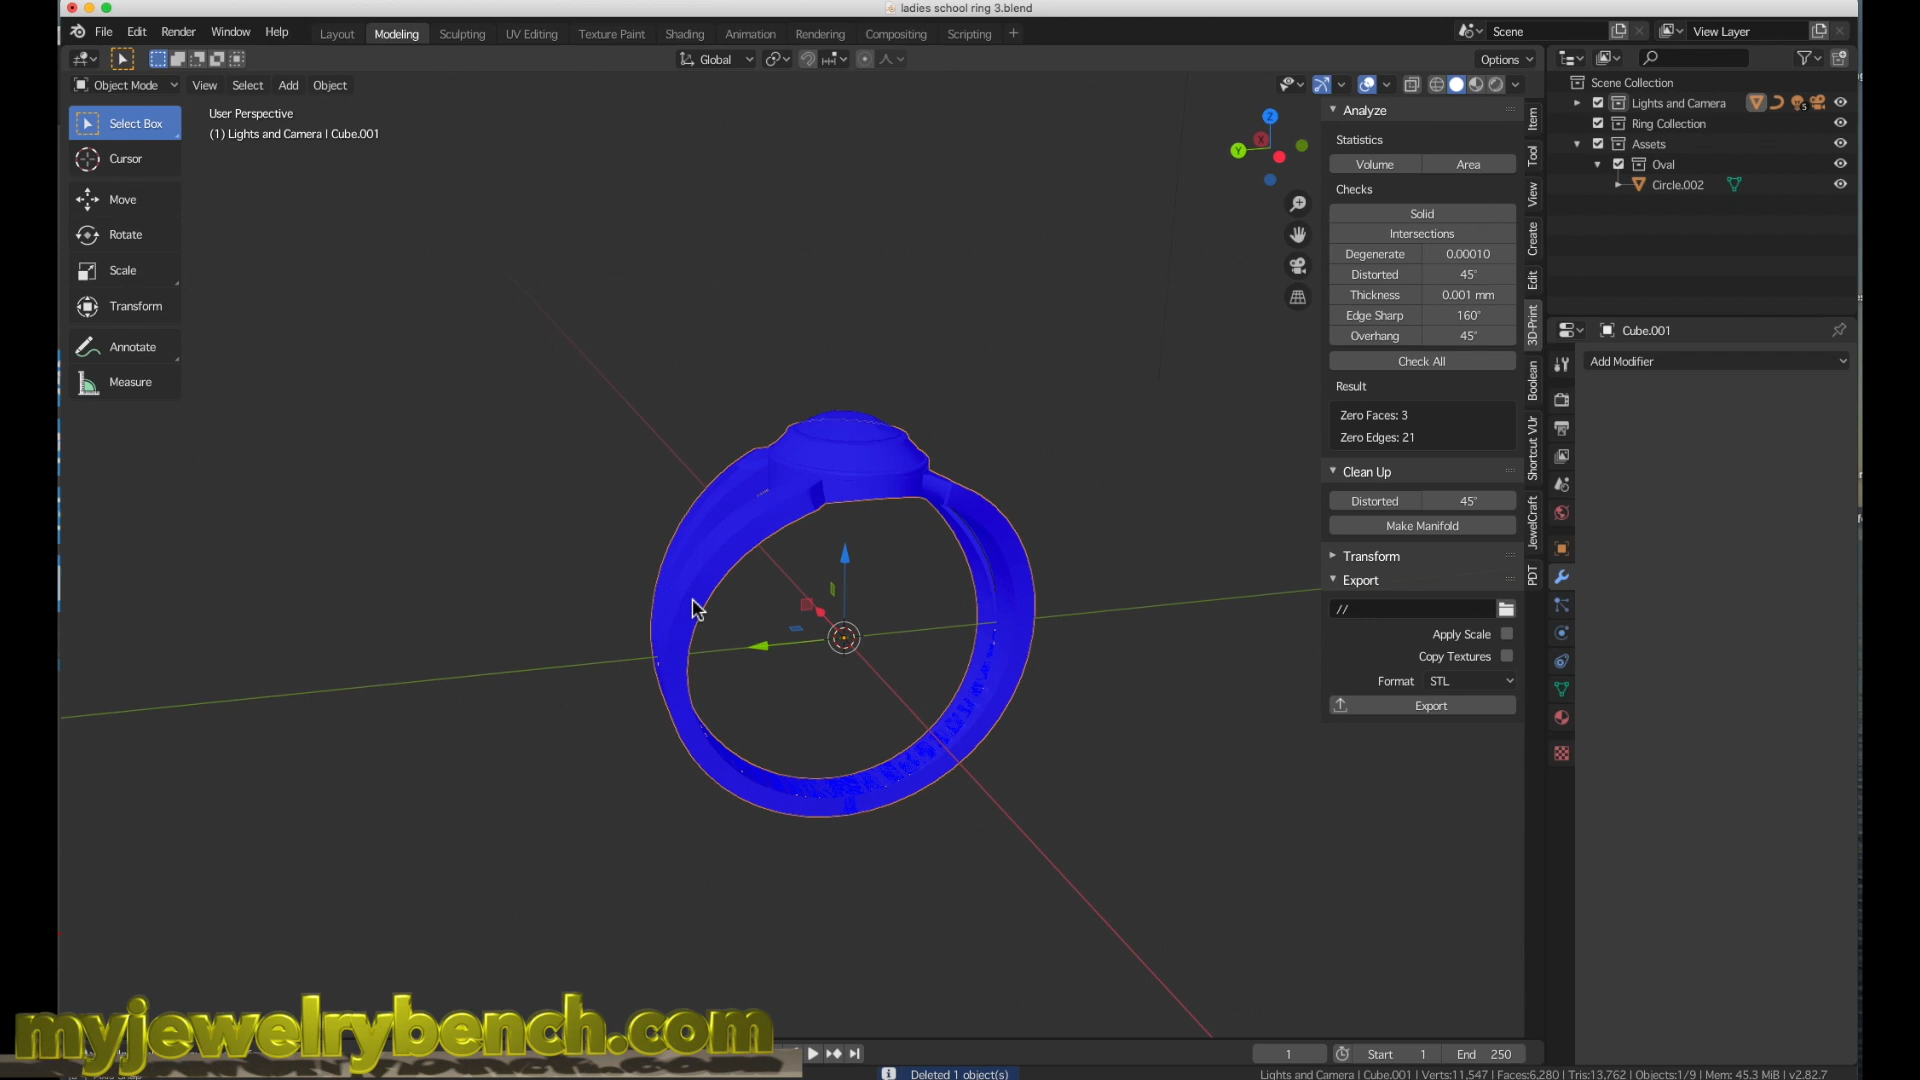 ladies school ring 3.blend
File Edit Render Window Help Layout Modeling Sculpting UV Editing Texture Paint Shading Animation Rendering Compositing Scripting + Scene View Layer
Global Options
Object Mode View Select Add Object
User Perspective
(1) Lights and Camera | Cube.001
Select Box
Cursor
Move
Rotate
Scale
Transform
Annotate
Measure
Z
Y
X
Analyze
Statistics
Volume Area
Checks
Solid
Intersections
Degenerate 0.00010
Distorted 45°
Thickness 0.001 mm
Edge Sharp 160°
Overhang 45°
Check All
Result
Zero Faces: 3
Zero Edges: 21
Clean Up
Distorted 45°
Make Manifold
Transform
Export
//
Apply Scale
Copy Textures
Format STL
Export
Item
Tool
View
Create
Edit
3D-Print
Boolean
Shortcut VUr
JewelCraft
PDT
Scene Collection
Lights and Camera 5
Ring Collection
Assets
Oval
Circle.002
Cube.001
Add Modifier
myjewelrybench.com
1 Start 1 End 250
Deleted 1 object(s)
Lights and Camera | Cube.001 | Verts:11,547 | Faces:6,280 | Tris:13,762 | Objects:1/9 | Mem: 45.3 MiB | v2.82.7